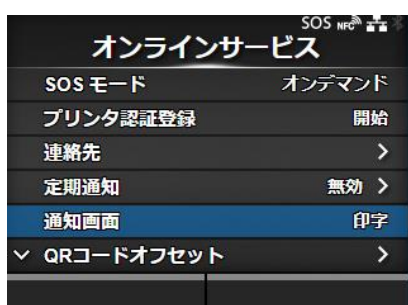 SOS NFC
オンラインサービス
SOS モード オンデマンド
プリンタ認証登録 開始
連絡先 >
定期通知 無効 >
通知画面 印字
QRコードオフセット >